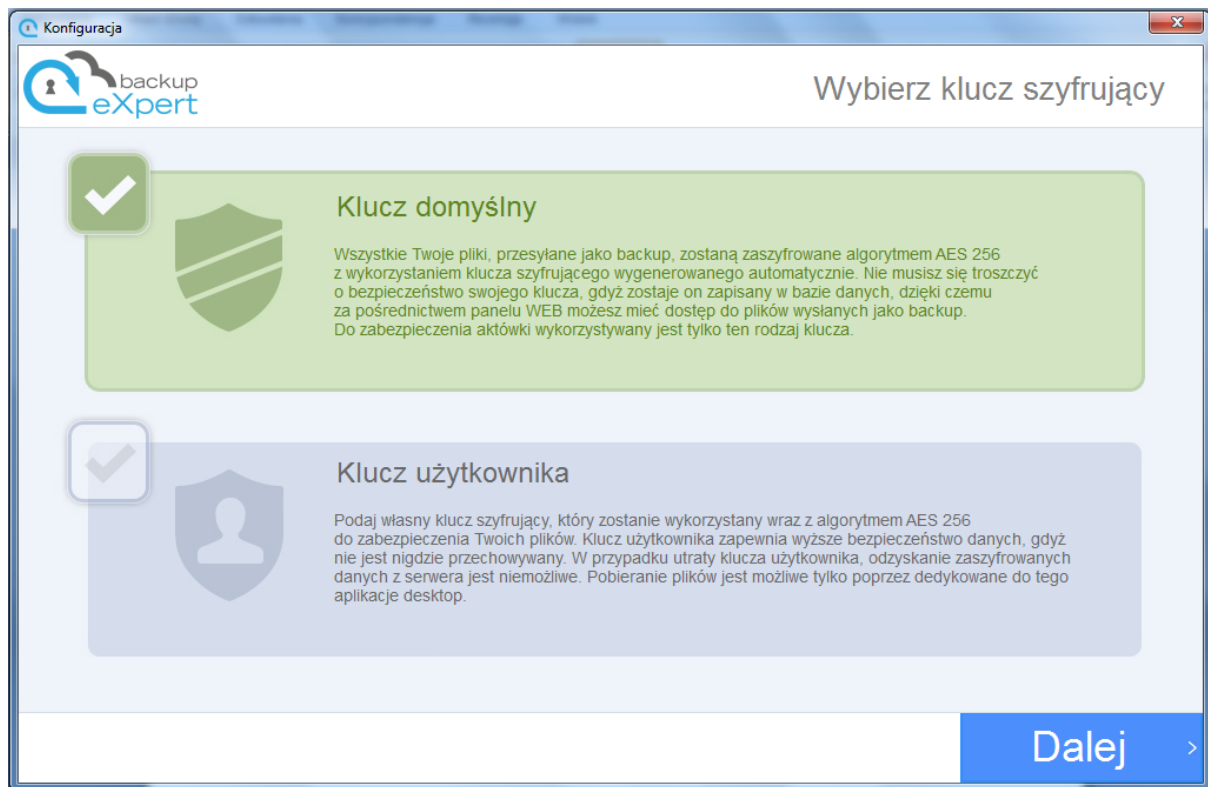 Konfiguracja
backup
eXpert
Wybierz klucz szyfrujący
Klucz domyślny
Wszystkie Twoje pliki, przesyłane jako backup, zostaną zaszyfrowane algorytmem AES 256
z wykorzystaniem klucza szyfrującego wygenerowanego automatycznie. Nie musisz się troszczyć
o bezpieczeństwo swojego klucza, gdyż zostaje on zapisany w bazie danych, dzięki czemu
za pośrednictwem panelu WEB możesz mieć dostęp do plików wysłanych jako backup.
Do zabezpieczenia aktówki wykorzystywany jest tylko ten rodzaj klucza.
Klucz użytkownika
Podaj własny klucz szyfrujący, który zostanie wykorzystany wraz z algorytmem AES 256
do zabezpieczenia Twoich plików. Klucz użytkownika zapewnia wyższe bezpieczeństwo danych, gdyż
nie jest nigdzie przechowywany. W przypadku utraty klucza użytkownika, odzyskanie zaszyfrowanych
danych z serwera jest niemożliwe. Pobieranie plików jest możliwe tylko poprzez dedykowane do tego
aplikacje desktop.
Dalej